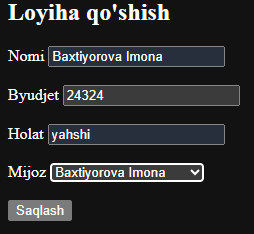 Loyiha qo'shish
Nomi Baxtiyorova Imona
Byudjet 24324
Holat yahshi
Mijoz Baxtiyorova Imona
Saqlash